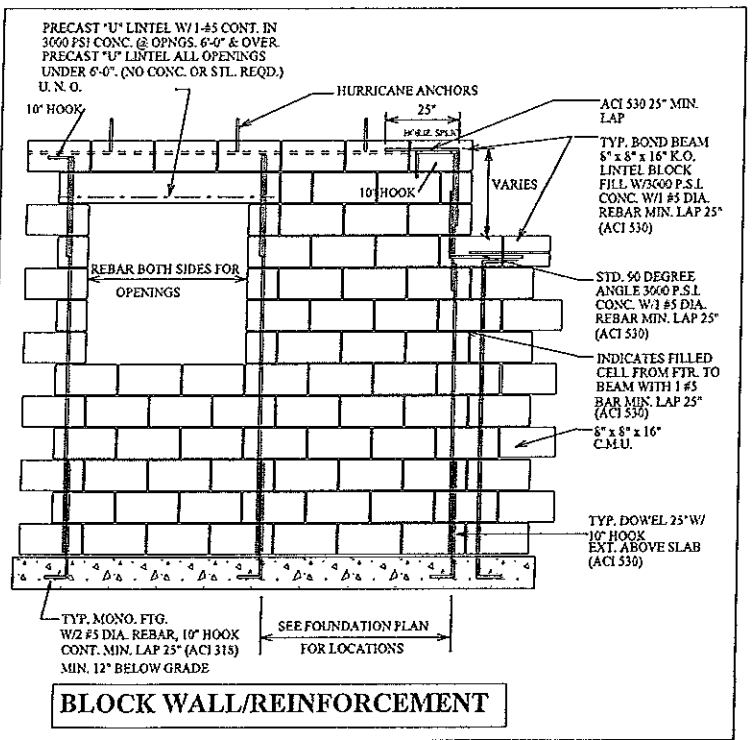 PRECAST "U" LINTEL W/ 1-#5 CONT. IN
3000 PSI CONC. @ OPNGS. 6'-0" & OVER.
PRECAST "U" LINTEL ALL OPENINGS
UNDER 6'-0". (NO CONC. OR STL. REQD.)
U. N. O.
10" HOOK
HURRICANE ANCHORS
25"
HORIZ. SPLICE
ACI 530 25" MIN.
LAP
TYP. BOND BEAM
8" x 8" x 16" K.O.
LINTEL BLOCK
FILL W/3000 P.S.I.
CONC. W/1 #5 DIA.
REBAR MIN. LAP 25"
(ACI 530)
10" HOOK
VARIES
REBAR BOTH SIDES FOR
OPENINGS
STD. 90 DEGREE
ANGLE 3000 P.S.I.
CONC. W/1 #5 DIA.
REBAR MIN. LAP 25"
(ACI 530)
INDICATES FILLED
CELL FROM FTR. TO
BEAM WITH 1 #5
BAR MIN. LAP 25"
(ACI 530)
8" x 8" x 16"
C.M.U.
TYP. DOWEL 25" W/
10" HOOK
EXT. ABOVE SLAB
(ACI 530)
TYP. MONO. FTG.
W/2 #5 DIA. REBAR, 10" HOOK
CONT. MIN. LAP 25" (ACI 318)
MIN. 12" BELOW GRADE
SEE FOUNDATION PLAN
FOR LOCATIONS
BLOCK WALL/REINFORCEMENT